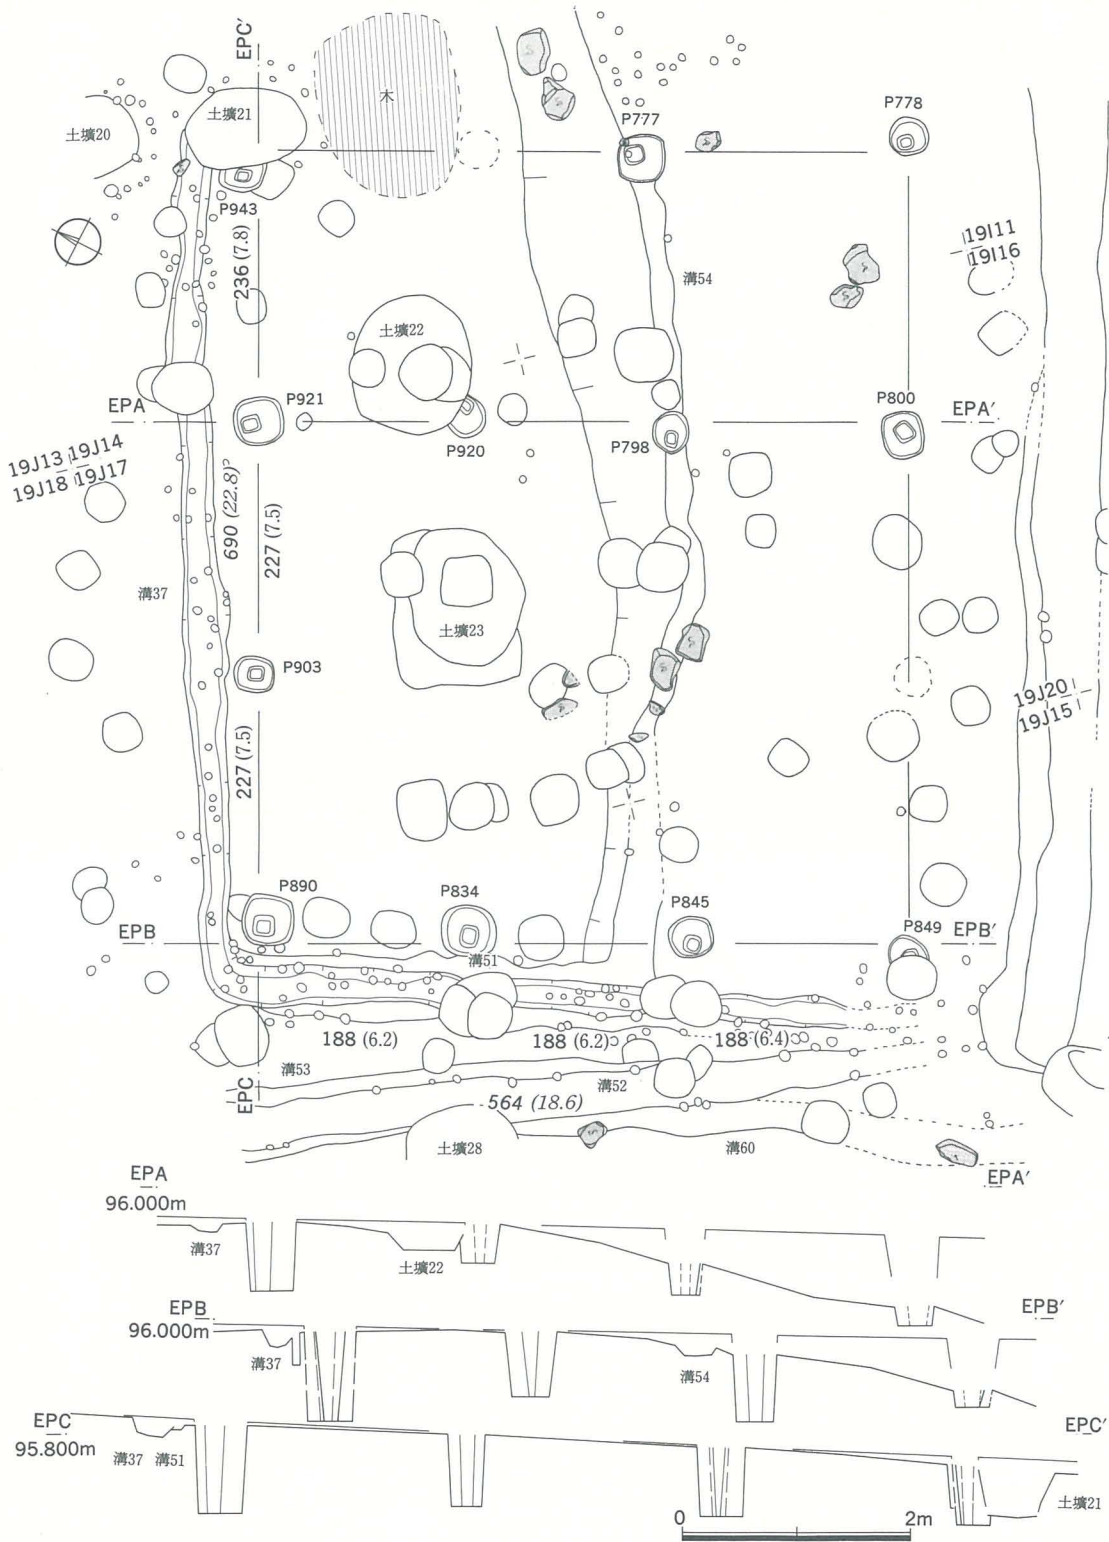 EPC′
木
P778
土壙21
P777
土壙20
P943
19I11
19I16
236 (7.8)
溝54
土壙22
EPA
P921
P800
EPA′
P920
P798
19J13 19J14
19J18 19J17
690 (22.8)
227 (7.5)
溝37
土壙23
P903
19J20
19J15
227 (7.5)
P890
P834
P845
P849
EPB
EPB′
溝51
188 (6.2)
188 (6.2)
188 (6.4)
溝53
溝52
EPC
564 (18.6)
土壙28
溝60
EPA
EPA′
96.000m
溝37
土壙22
EPB
EPB′
96.000m
溝37
溝54
EPC
EPC′
95.800m
溝37 溝51
土壙21
0
2m